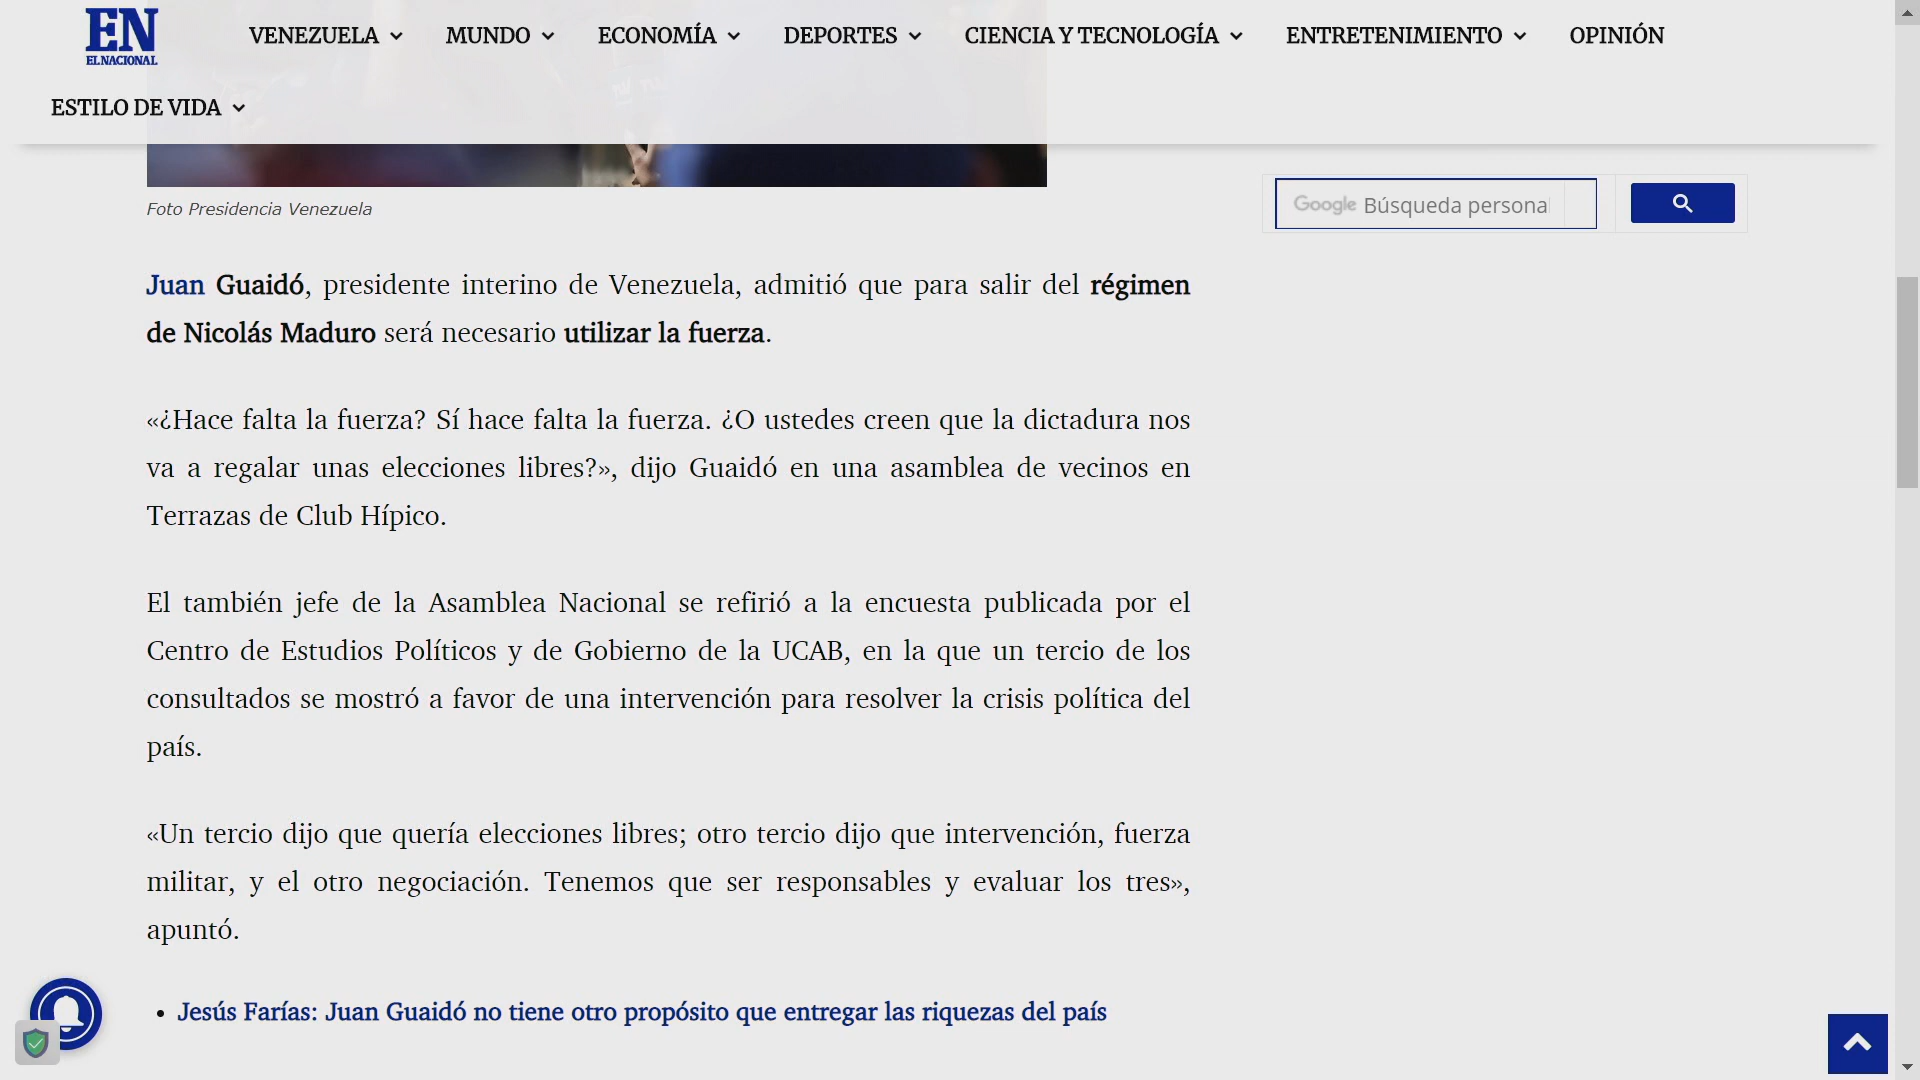 EN
EL NACIONAL
VENEZUELA
MUNDO
ECONOMÍA
DEPORTES
CIENCIA Y TECNOLOGÍA
ENTRETENIMIENTO
OPINIÓN
ESTILO DE VIDA
Foto Presidencia Venezuela
Google Búsqueda persona
Juan Guaidó, presidente interino de Venezuela, admitió que para salir del régimen
de Nicolás Maduro será necesario utilizar la fuerza.
«¿Hace falta la fuerza? Sí hace falta la fuerza. ¿O ustedes creen que la dictadura nos
va a regalar unas elecciones libres?», dijo Guaidó en una asamblea de vecinos en
Terrazas de Club Hípico.
El también jefe de la Asamblea Nacional se refirió a la encuesta publicada por el
Centro de Estudios Políticos y de Gobierno de la UCAB, en la que un tercio de los
consultados se mostró a favor de una intervención para resolver la crisis política del
país.
«Un tercio dijo que quería elecciones libres; otro tercio dijo que intervención, fuerza
militar, y el otro negociación. Tenemos que ser responsables y evaluar los tres»,
apuntó.
• Jesús Farías: Juan Guaidó no tiene otro propósito que entregar las riquezas del país